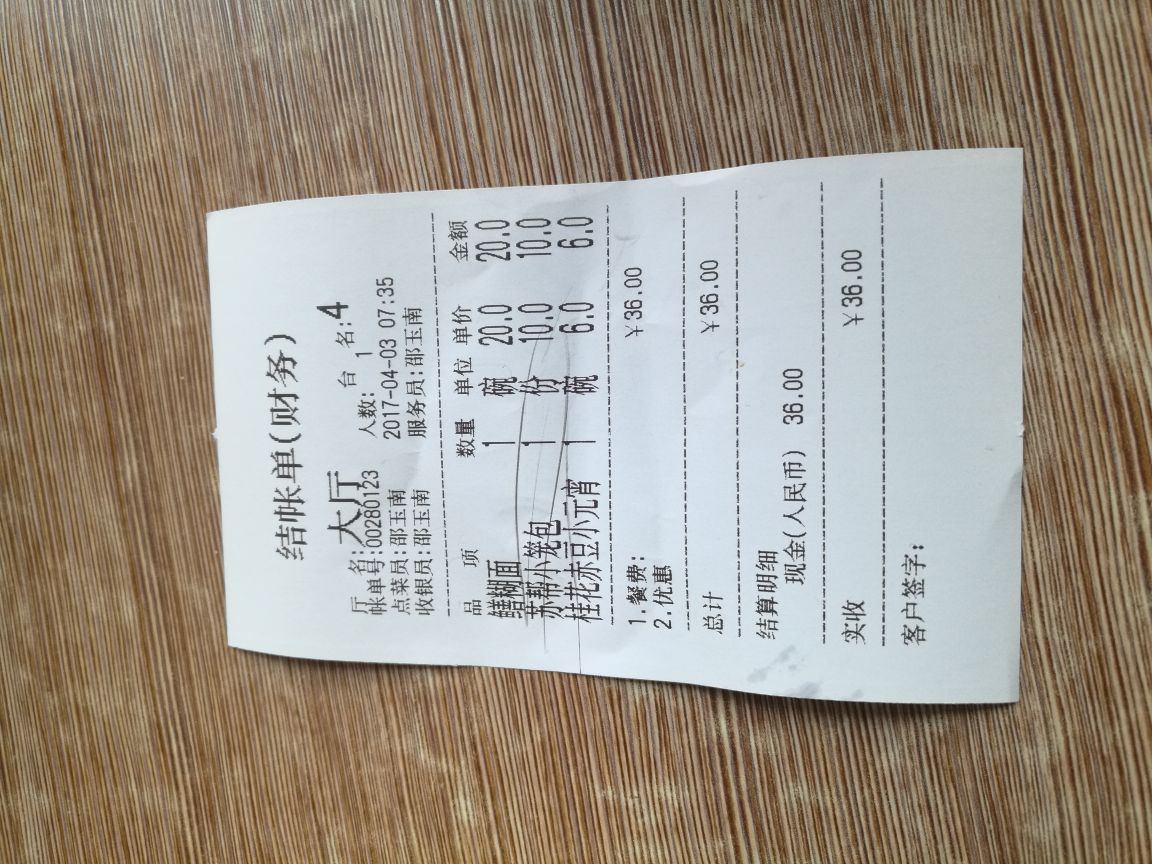 结帐单(财务)
厅 名:大厅 台 名:4
帐单号:00280123 人数: 1
点菜员:邵玉南 2017-04-03 07:35
收银员:邵玉南 服务员:邵玉南
品 项 数量 单位 单价 金额
鳝糊面 1 碗 20.0 20.0
苏帮小笼包 1 份 10.0 10.0
桂花赤豆小元宵 1 碗 6.0 6.0
1.餐费: ￥36.00
2.优惠
总计 ￥36.00
结算明细
现金(人民币) 36.00
实收 ￥36.00
客户签字: